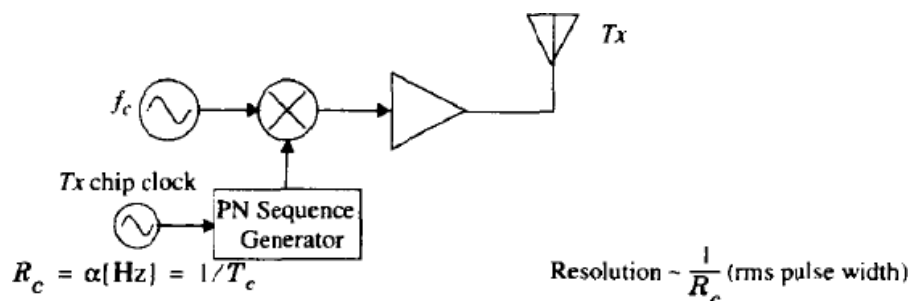 Tx
f_c
Tx chip clock
PN Sequence
Generator
R_c = α[Hz] = 1/T_c
Resolution ~ 1/R_c (rms pulse width)